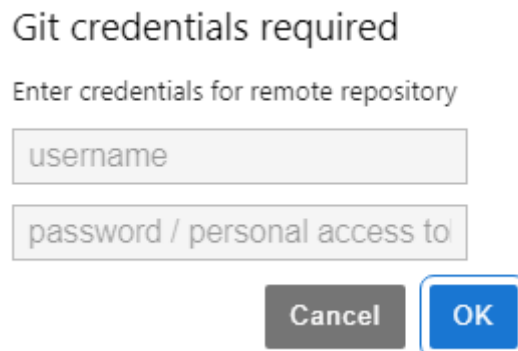 Git credentials required
Enter credentials for remote repository
username
password / personal access to
Cancel OK